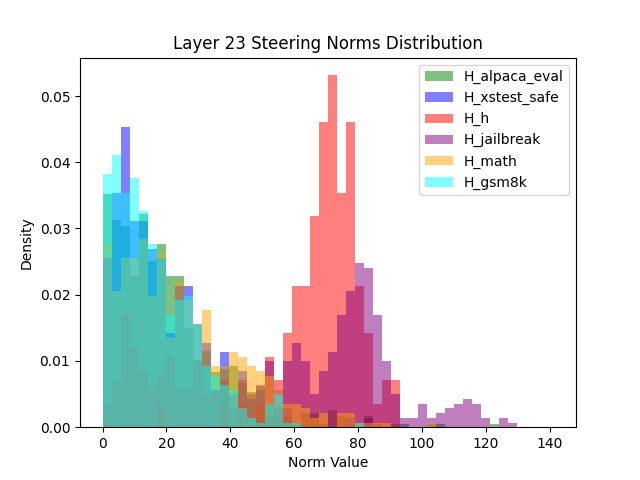 Layer 23 Steering Norms Distribution
H_alpaca_eval
H_xstest_safe
H_h
H_jailbreak
H_math
H_gsm8k
Density
0.05
0.04
0.03
0.02
0.01
0.00
0 20 40 60 80 100 120 140
Norm Value